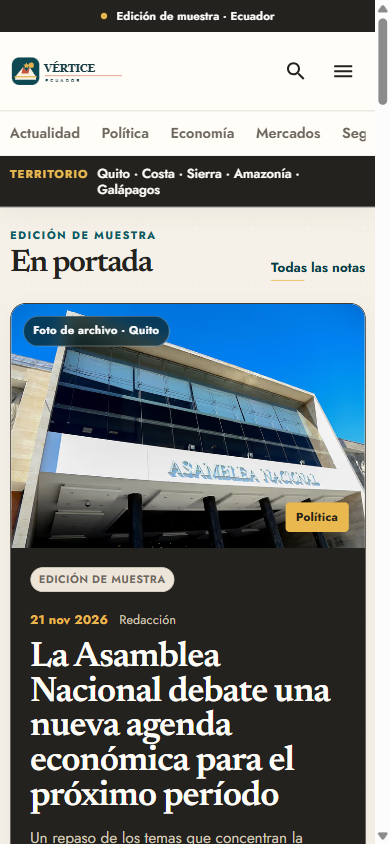 Edición de muestra · Ecuador
VÉRTICE
ECUADOR
Actualidad Política Economía Mercados Seg
TERRITORIO Quito · Costa · Sierra · Amazonía ·
Galápagos
EDICIÓN DE MUESTRA
En portada
Todas las notas
Foto de archivo · Quito
ASAMBLEA NACIONAL
Política
EDICIÓN DE MUESTRA
21 nov 2026 Redacción
La Asamblea
Nacional debate una
nueva agenda
económica para el
próximo período
Un repaso de los temas que concentran la